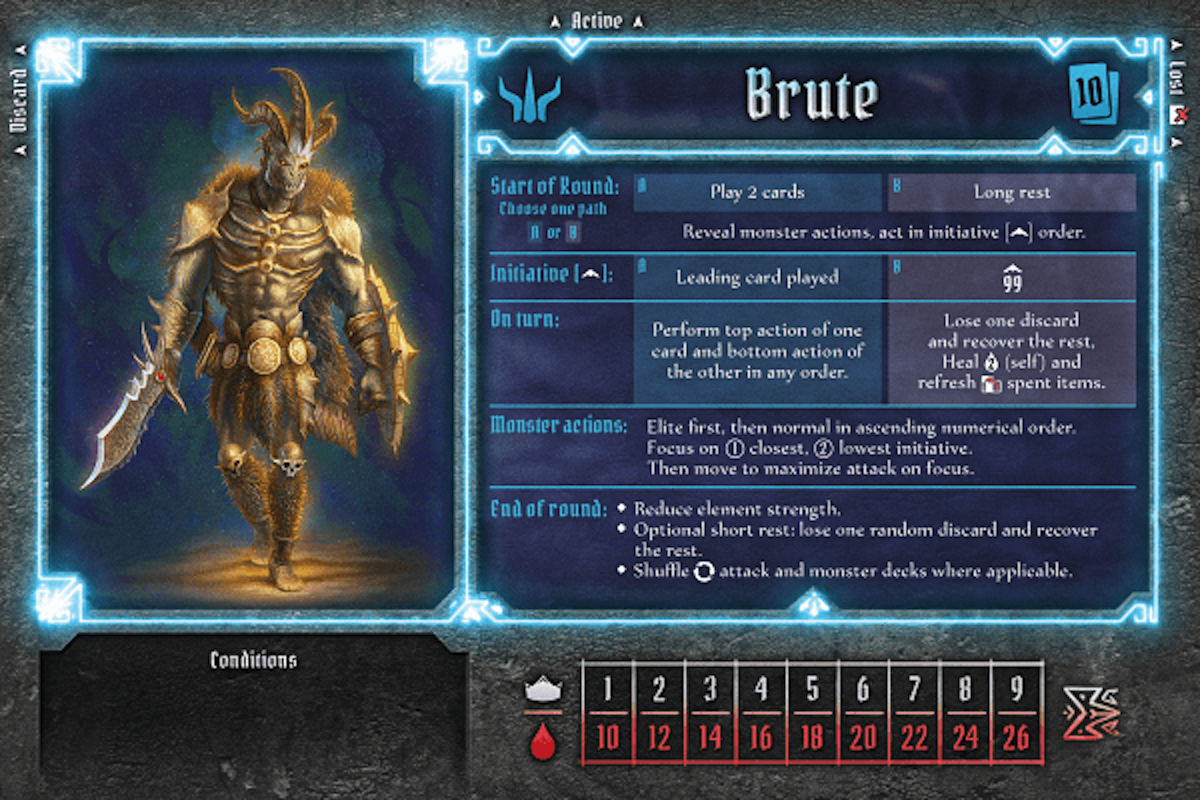 Active
Discard
Lost
Brute
10
Start of Round:
Choose one path
A or B
A Play 2 cards
B Long rest
Reveal monster actions, act in initiative [ ] order.
Initiative [ ]:
A Leading card played
B 99
On turn:
Perform top action of one
card and bottom action of
the other in any order.
Lose one discard
and recover the rest,
Heal 2 (self) and
refresh spent items.
Monster actions:
Elite first, then normal in ascending numerical order.
Focus on 1 closest, 2 lowest initiative.
Then move to maximize attack on focus.
End of round:
• Reduce element strength.
• Optional short rest: lose one random discard and recover
the rest.
• Shuffle attack and monster decks where applicable.
Conditions
1 2 3 4 5 6 7 8 9
10 12 14 16 18 20 22 24 26